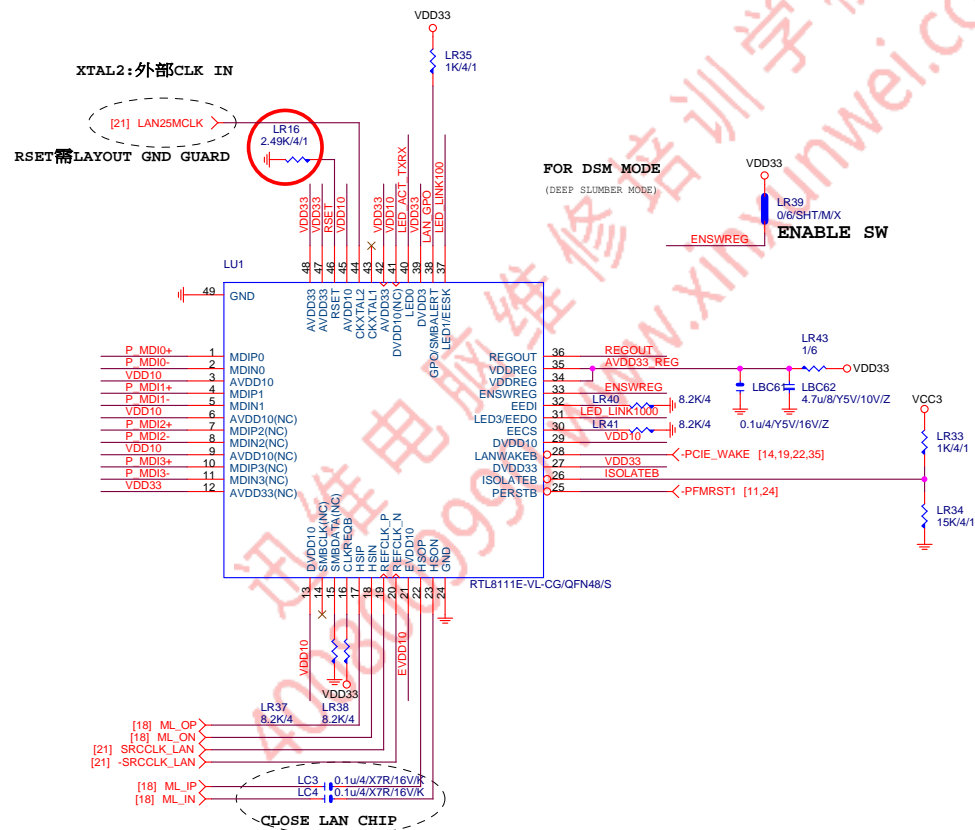 VDD33
LR35
1K/4/1
XTAL2:外部CLK IN
[21] LAN25MCLK
LR16
2.49K/4/1
RSET需LAYOUT GND GUARD
FOR DSM MODE
(DEEP SLUMBER MODE)
VDD33
LR39
0/6/SHT/M/X
ENABLE SW
ENSWREG
VDD33
VDD33
RSET
VDD10
VDD33
VDD10
LED_ACT_TXRX
VDD33
LAN_GPO
LED_LINK100
LU1
48
47
46
45
44
43
42
41
40
39
38
37
AVDD33
AVDD33
RSET
AVDD10
CKXTAL2
CKXTAL1
AVDD33
DVDD10(NC)
LED0
DVDD3
GPO/SMBALERT
LED1/EESK
49 GND
P_MDI0+ 1 MDIP0
P_MDI0- 2 MDIN0
VDD10 3 AVDD10
P_MDI1+ 4 MDIP1
P_MDI1- 5 MDIN1
VDD10 6 AVDD10(NC)
P_MDI2+ 7 MDIP2(NC)
P_MDI2- 8 MDIN2(NC)
VDD10 9 AVDD10(NC)
P_MDI3+ 10 MDIP3(NC)
P_MDI3- 11 MDIN3(NC)
VDD33 12 AVDD33(NC)
REGOUT 36 REGOUT
VDDREG 35 AVDD33_REG
VDDREG 34
ENSWREG 33 ENSWREG
EEDI 32 LR40 8.2K/4
LED3/EEDO 31 LED_LINK1000
EECS 30 LR41 8.2K/4
DVDD10 29 VDD10
LANWAKEB 28 -PCIE_WAKE [14,19,22,35]
DVDD33 27 VDD33
ISOLATEB 26 ISOLATEB
PERSTB 25 -PFMRST1 [11,24]
LR43
1/6
VDD33
LBC61
0.1u/4/Y5V/16V/Z
LBC62
4.7u/8/Y5V/10V/Z
VCC3
LR33
1K/4/1
LR34
15K/4/1
DVDD10
SMBCLK(NC)
SMBDATA(NC)
CLKREQB
HSIP
HSIN
REFCLK_P
REFCLK_N
EVDD10
HSOP
HSON
GND
RTL8111E-VL-CG/QFN48/S
13
14
15
16
17
18
19
20
21
22
23
24
VDD10
EVDD10
VDD33
LR37
8.2K/4
LR38
8.2K/4
[18] ML_OP
[18] ML_ON
[21] SRCCLK_LAN
[21] -SRCCLK_LAN
[18] ML_IP LC3 0.1u/4/X7R/16V/K
[18] ML_IN LC4 0.1u/4/X7R/16V/K
CLOSE LAN CHIP